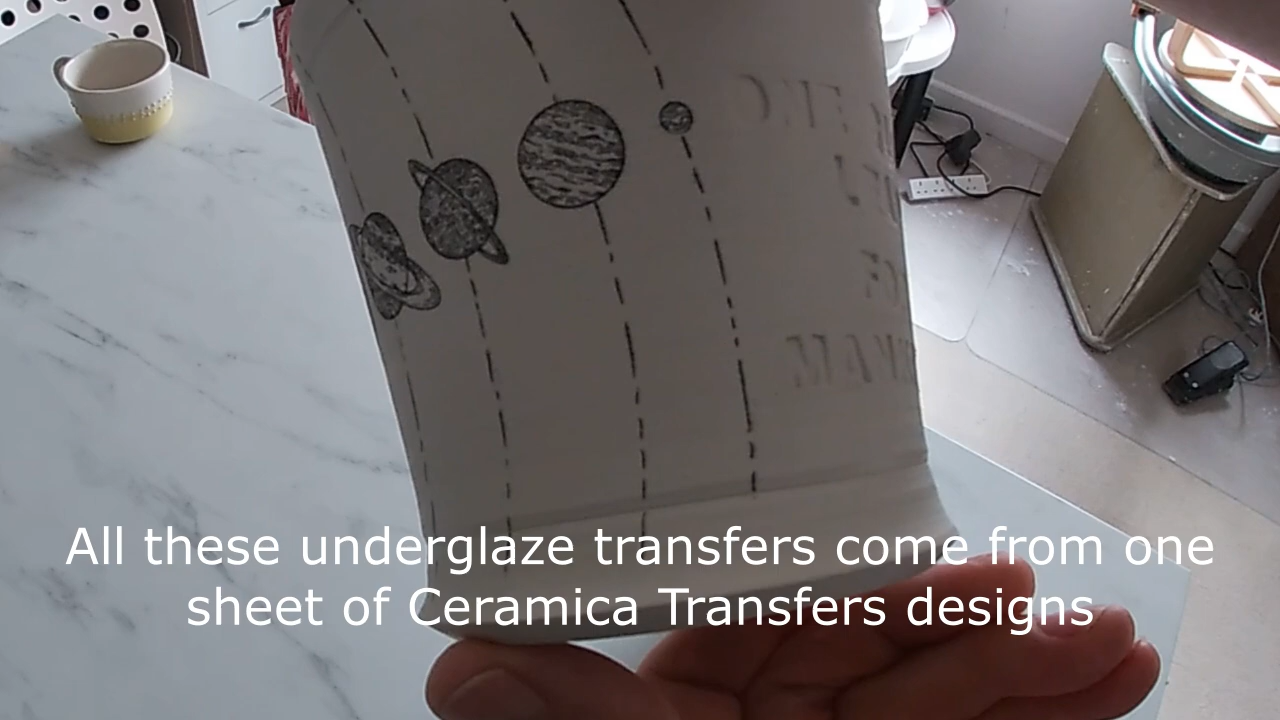 All these underglaze transfers come from one
sheet of Ceramica Transfers designs